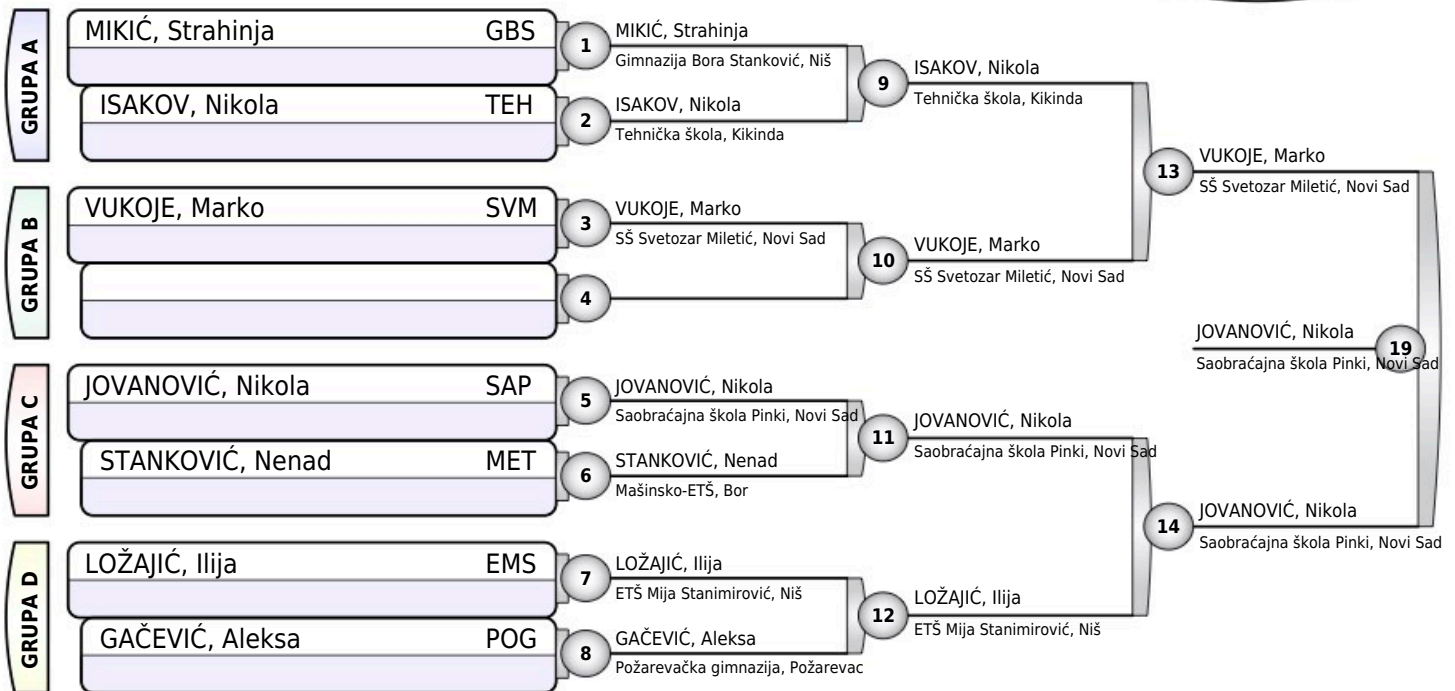 GRUPA A
MIKIĆ, Strahinja GBS
ISAKOV, Nikola TEH
1
MIKIĆ, Strahinja
Gimnazija Bora Stanković, Niš
2
ISAKOV, Nikola
Tehnička škola, Kikinda
9
ISAKOV, Nikola
Tehnička škola, Kikinda
GRUPA B
VUKOJE, Marko SVM
3
VUKOJE, Marko
SŠ Svetozar Miletić, Novi Sad
4
10
VUKOJE, Marko
SŠ Svetozar Miletić, Novi Sad
13
VUKOJE, Marko
SŠ Svetozar Miletić, Novi Sad
GRUPA C
JOVANOVIĆ, Nikola SAP
STANKOVIĆ, Nenad MET
5
JOVANOVIĆ, Nikola
Saobraćajna škola Pinki, Novi Sad
6
STANKOVIĆ, Nenad
Mašinsko-ETŠ, Bor
11
JOVANOVIĆ, Nikola
Saobraćajna škola Pinki, Novi Sad
GRUPA D
LOŽAJIĆ, Ilija EMS
GAČEVIĆ, Aleksa POG
7
LOŽAJIĆ, Ilija
ETŠ Mija Stanimirović, Niš
8
GAČEVIĆ, Aleksa
Požarevačka gimnazija, Požarevac
12
LOŽAJIĆ, Ilija
ETŠ Mija Stanimirović, Niš
14
JOVANOVIĆ, Nikola
Saobraćajna škola Pinki, Novi Sad
JOVANOVIĆ, Nikola
19
Saobraćajna škola Pinki, Novi Sad